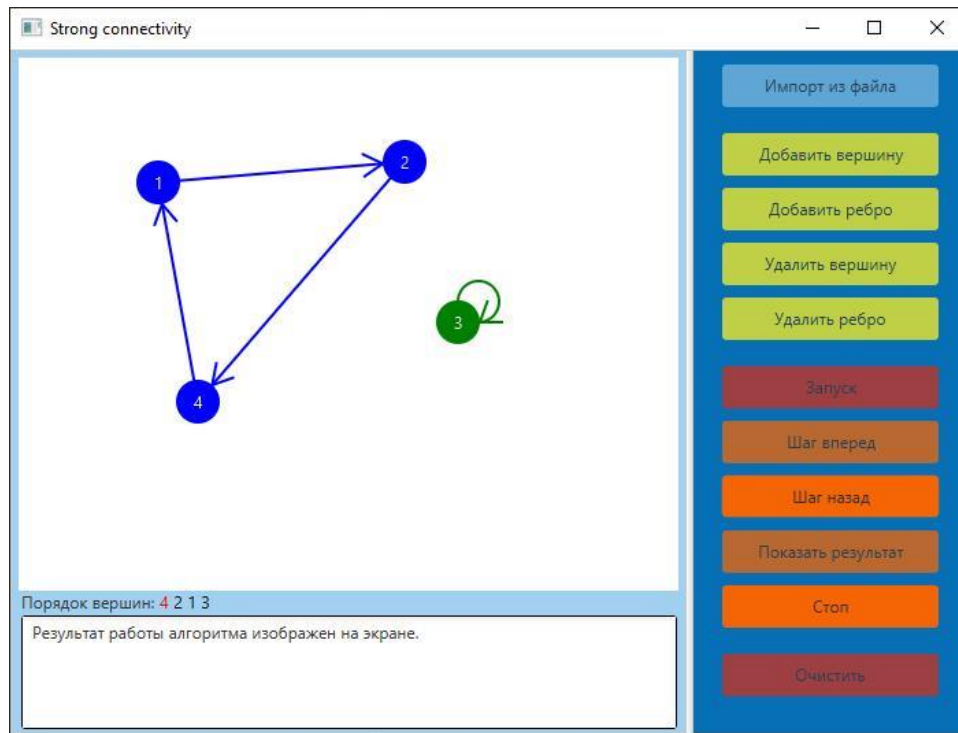 Strong connectivity
1
2
3
4
Порядок вершин: 4 2 1 3
Результат работы алгоритма изображен на экране.
Импорт из файла
Добавить вершину
Добавить ребро
Удалить вершину
Удалить ребро
Запуск
Шаг вперед
Шаг назад
Показать результат
Стоп
Очистить